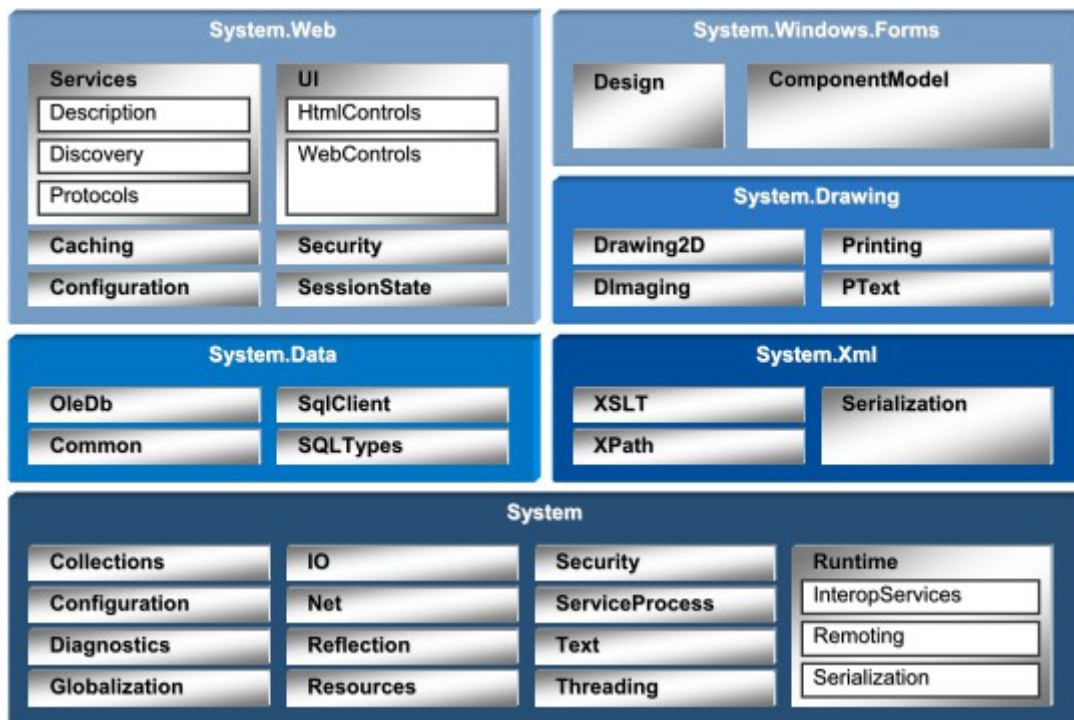 System.Web
Services
Description
Discovery
Protocols
UI
HtmlControls
WebControls
Caching
Security
Configuration
SessionState
System.Windows.Forms
Design
ComponentModel
System.Drawing
Drawing2D
Printing
DImaging
PText
System.Data
OleDb
SqlClient
Common
SQLTypes
System.Xml
XSLT
Serialization
XPath
System
Collections
IO
Security
Runtime
Configuration
Net
ServiceProcess
InteropServices
Diagnostics
Reflection
Text
Remoting
Globalization
Resources
Threading
Serialization